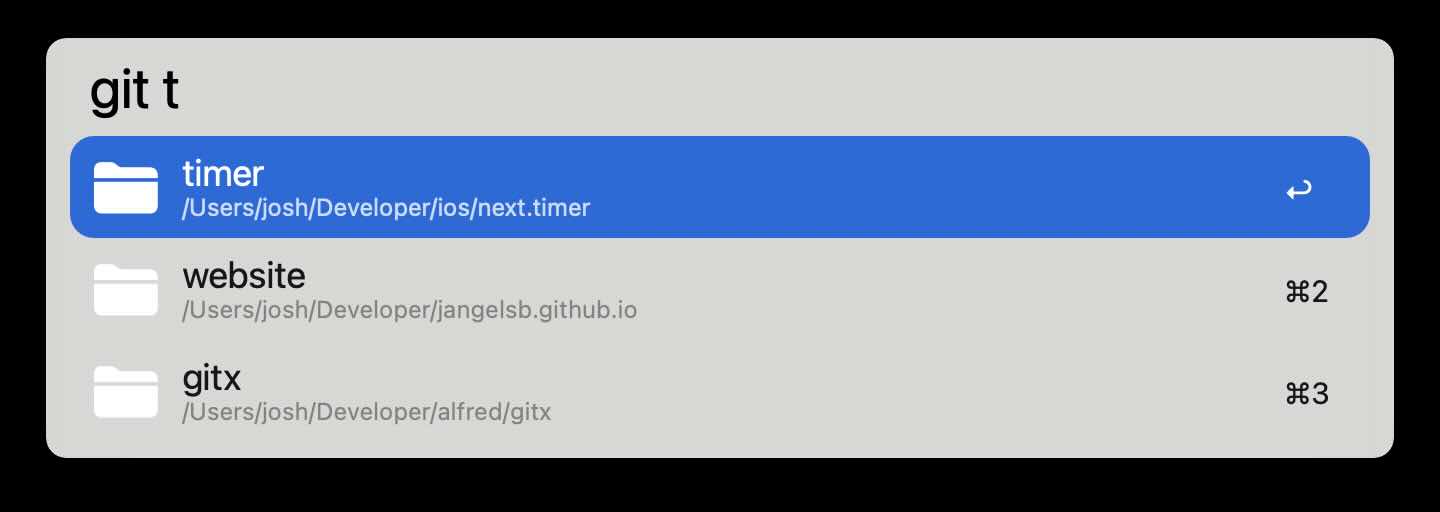 git t
timer
/Users/josh/Developer/ios/next.timer
↩
website
/Users/josh/Developer/jangelsb.github.io
⌘2
gitx
/Users/josh/Developer/alfred/gitx
⌘3